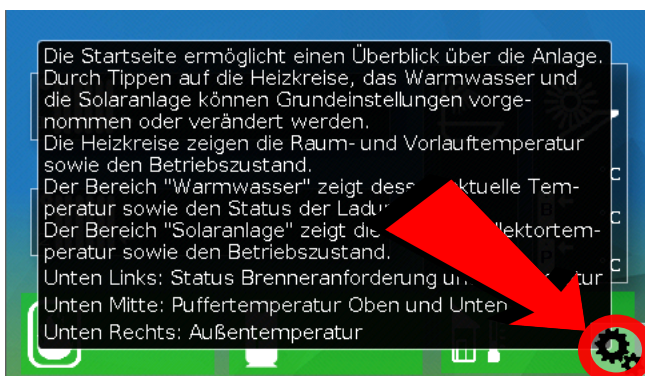 Die Startseite ermöglicht einen Überblick über die Anlage.
Durch Tippen auf die Heizkreise, das Warmwasser und
die Solaranlage können Grundeinstellungen vorge-
nommen oder verändert werden.
Die Heizkreise zeigen die Raum- und Vorlauftemperatur
sowie den Betriebszustand.
Der Bereich "Warmwasser" zeigt aktuelle Tem-
peratur sowie den Status der
Der Bereich "Solaranlage" zeigt die
peratur sowie den Betriebszustand.
Unten Links: Status Brenneranforderung
Unten Mitte: Puffertemperatur Oben und Unten
Unten Rechts: Außentemperatur